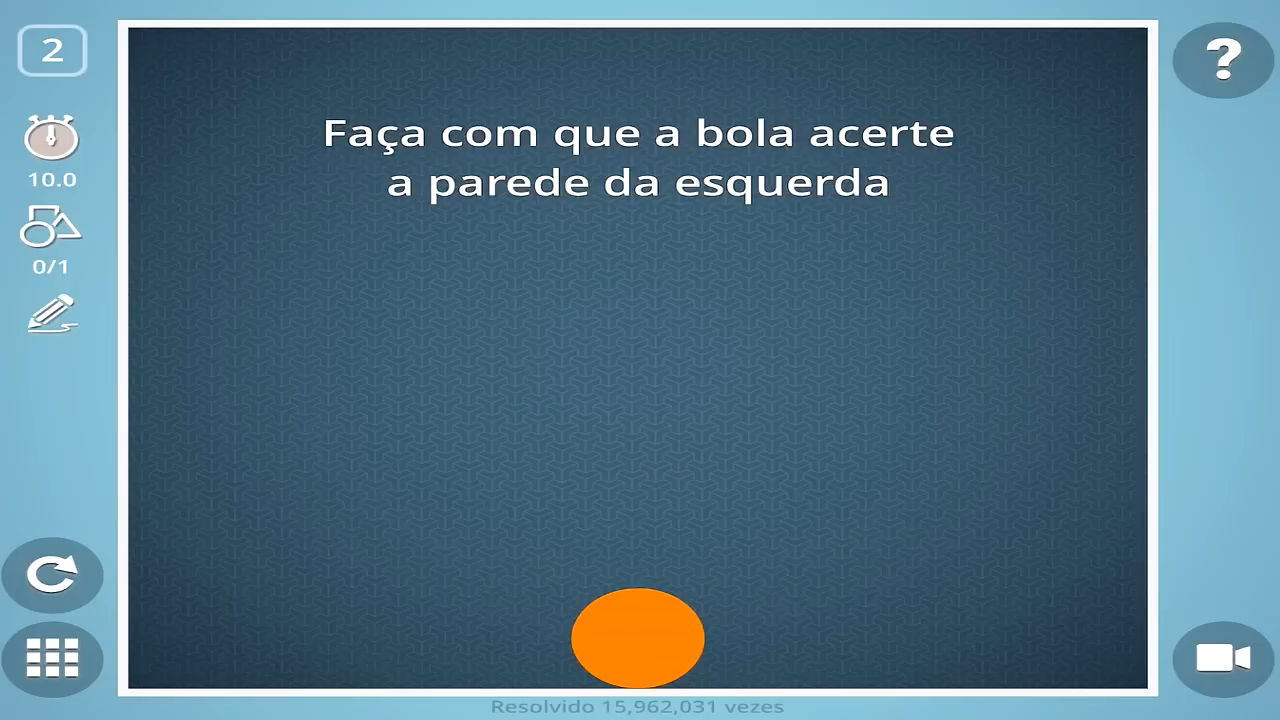 2
Faça com que a bola acerte
a parede da esquerda
10.0
0/1
?
Resolvido 15,962,031 vezes